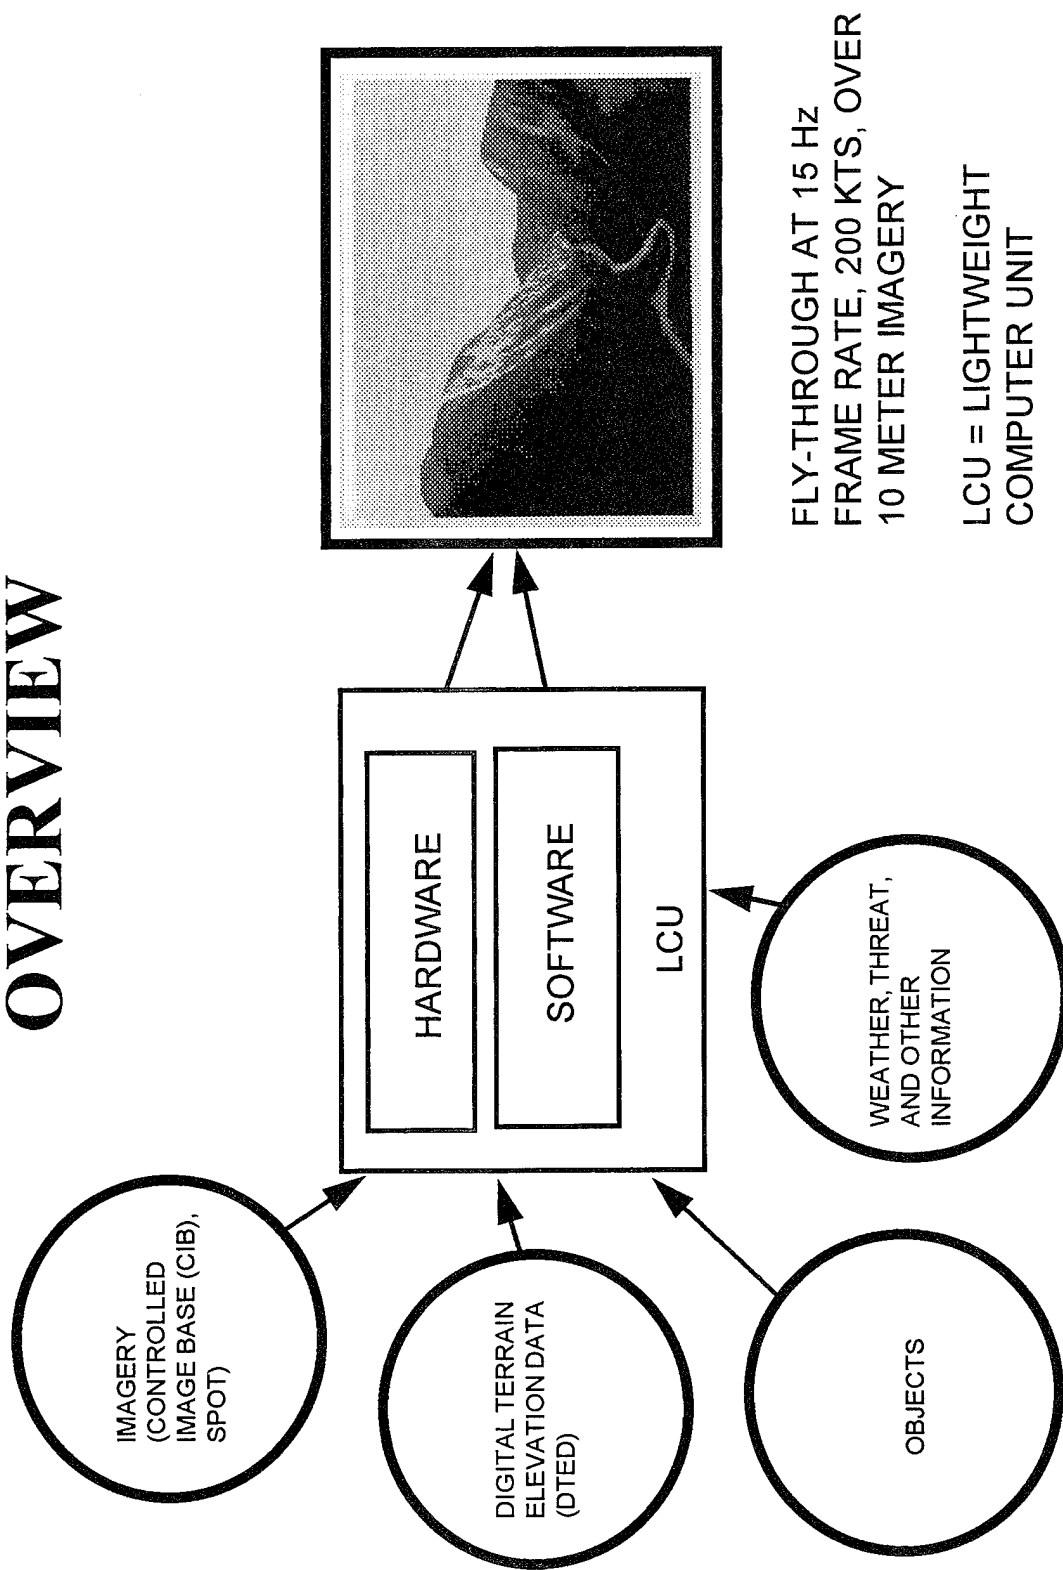 OVERVIEW
IMAGERY
(CONTROLLED
IMAGE BASE (CIB),
SPOT)
DIGITAL TERRAIN
ELEVATION DATA
(DTED)
OBJECTS
WEATHER, THREAT,
AND OTHER
INFORMATION
HARDWARE
SOFTWARE
LCU
FLY-THROUGH AT 15 Hz
FRAME RATE, 200 KTS, OVER
10 METER IMAGERY
LCU = LIGHTWEIGHT
COMPUTER UNIT